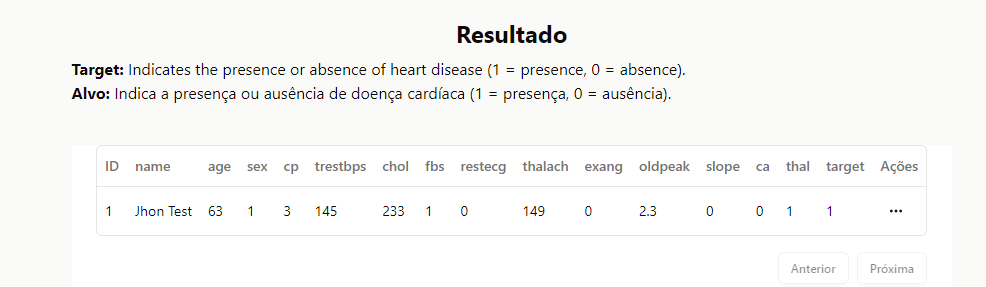 Resultado
Target: Indicates the presence or absence of heart disease (1 = presence, 0 = absence).
Alvo: Indica a presença ou ausência de doença cardíaca (1 = presença, 0 = ausência).
ID name age sex cp trestbps chol fbs restecg thalach exang oldpeak slope ca thal target Ações
1 Jhon Test 63 1 3 145 233 1 0 149 0 2.3 0 0 1 1 ···
Anterior Próxima